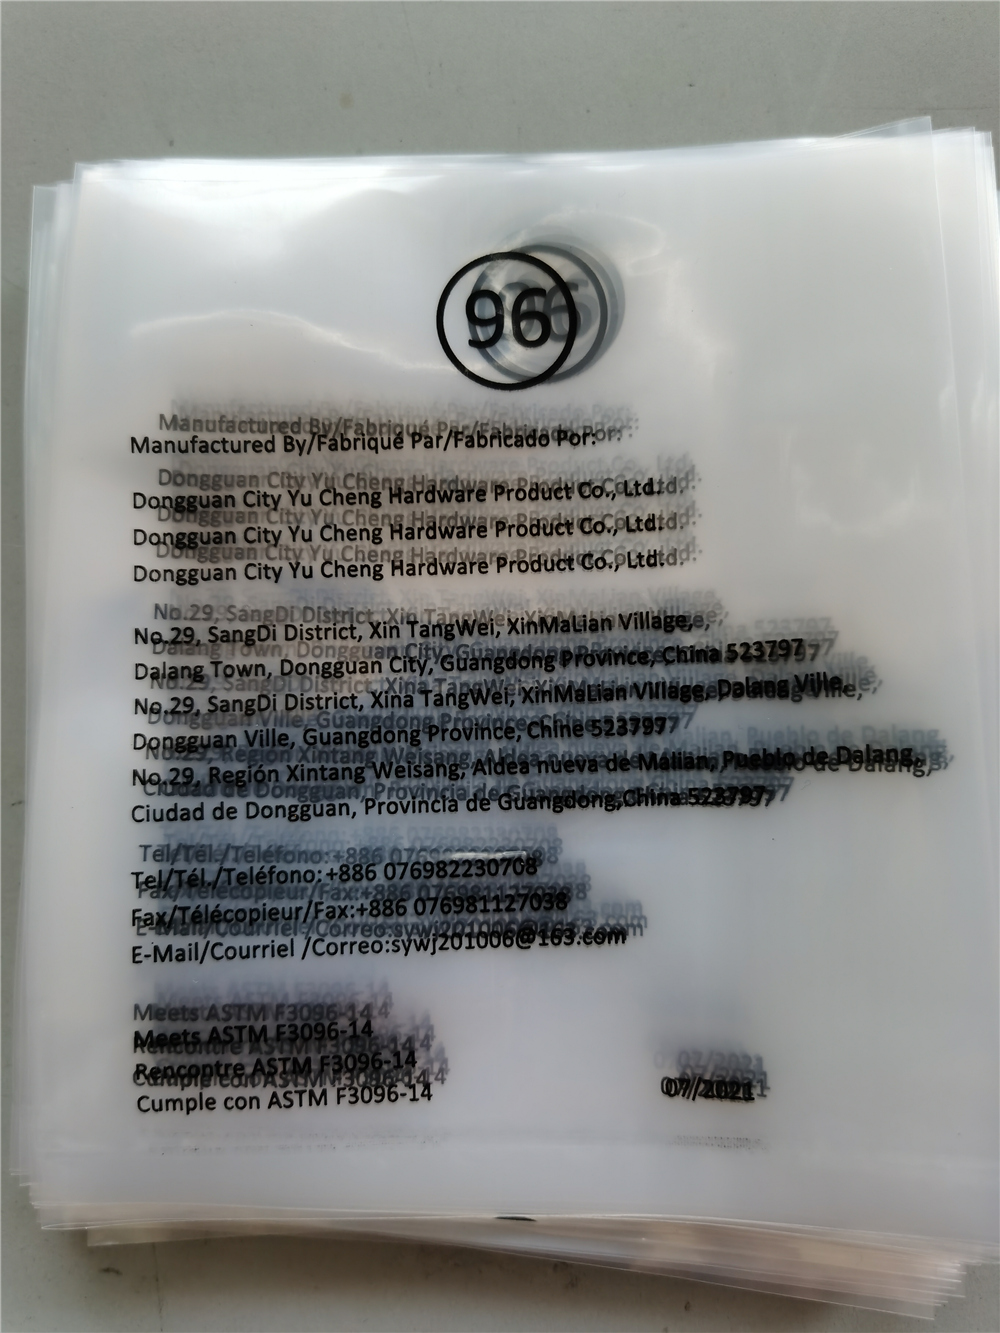 96
Manufactured By/Fabriqué Par/Fabricado Por:
Dongguan City Yu Cheng Hardware Product Co., Ltd.
Dongguan City Yu Cheng Hardware Product Co., Ltd.
Dongguan City Yu Cheng Hardware Product Co., Ltd.
No.29, SangDi District, Xin TangWei, XinMaLian Village,
Dalang Town, Dongguan City, Guangdong Province, China 523797
No.29, SangDi District, Xina TangWei, XinMaLian Village, Dalang Ville,
Dongguan Ville, Guangdong Province, Chine 523797
No.29, Región Xintang Weisang, Aldea nueva de Malian, Pueblo de Dalang,
Ciudad de Dongguan, Provincia de Guangdong,China 523797
Tel/Tél./Teléfono:+886 076982230708
Fax/Télécopieur/Fax:+886 076981127038
E-Mail/Courriel /Correo:sywj201006@163.com
Meets ASTM F3096-14
Rencontre ASTM F3096-14
Cumple con ASTM F3096-14
07/2021